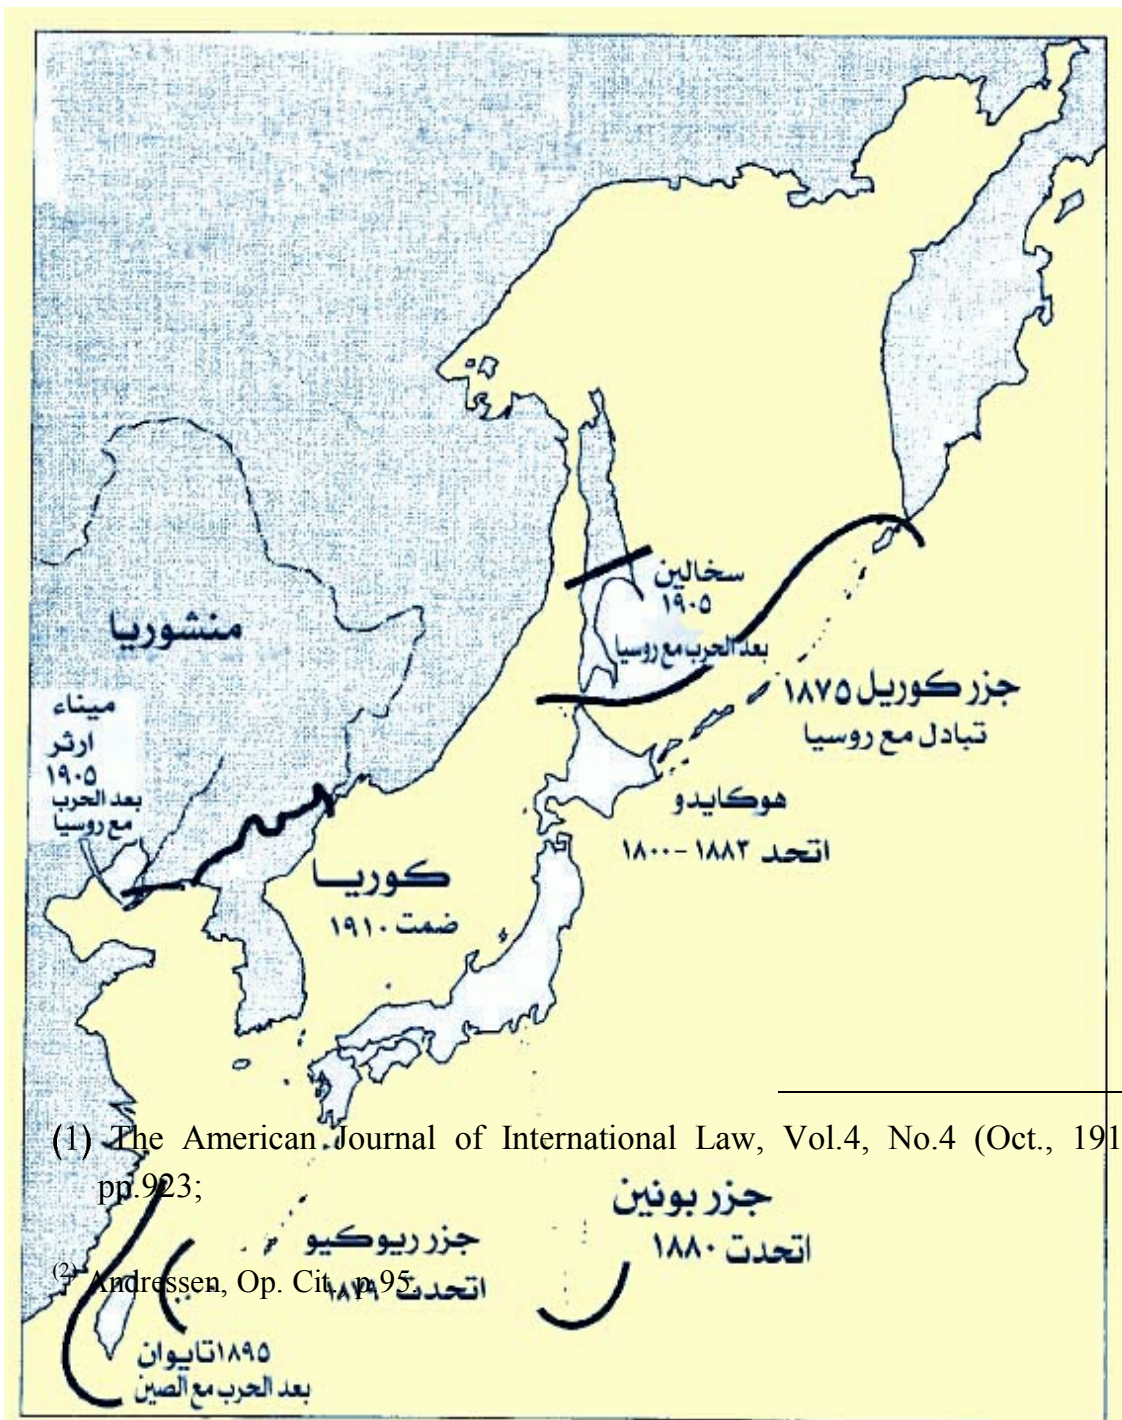 سخالين
١٩٠٥
بعد الحرب مع روسيا
منشوريا
جزر كوريل ١٨٧٥
تبادل مع روسيا
ميناء
ارثر
١٩٠٥
بعد الحرب
مع روسيا
هوكايدو
اتحد ١٨٨٢-١٨٠٠
كوريا
ضمت ١٩١٠
(1) The American Journal of International Law, Vol.4, No.4 (Oct., 191
pp.923;
جزر بونين
اتحدت ١٨٨٠
جزر ريوكيو
اتحدت ١٨٧٩
(2) Andressen, Op. Cit., p.95.
١٨٩٥تايوان
بعد الحرب مع الصين